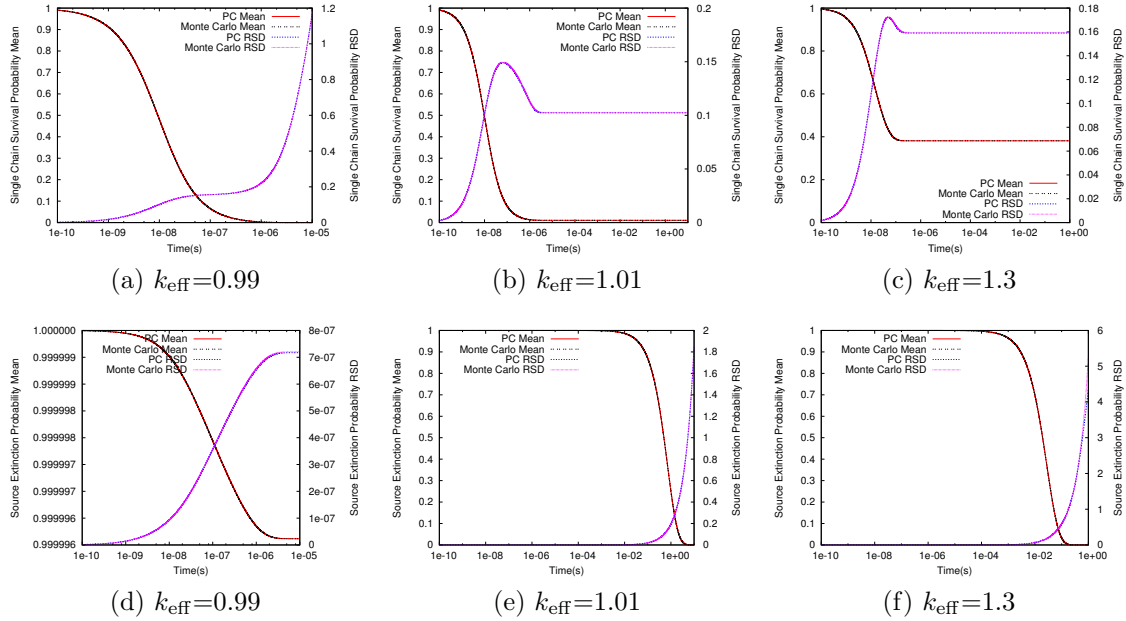 Single Chain Survival Probability Mean
1
0.9
0.8
0.7
0.6
0.5
0.4
0.3
0.2
0.1
0
PC Mean
Monte Carlo Mean
PC RSD
Monte Carlo RSD
1.2
1
0.8
0.6
0.4
0.2
0
Single Chain Survival Probability RSD
1e-10 1e-09 1e-08 1e-07 1e-06 1e-05
Time(s)
(a) k_eff=0.99
Single Chain Survival Probability Mean
1
0.9
0.8
0.7
0.6
0.5
0.4
0.3
0.2
0.1
0
PC Mean
Monte Carlo Mean
PC RSD
Monte Carlo RSD
0.2
0.15
0.1
0.05
0
Single Chain Survival Probability RSD
1e-10 1e-08 1e-06 1e-04 1e-02 1e+00
Time(s)
(b) k_eff=1.01
Single Chain Survival Probability Mean
1
0.9
0.8
0.7
0.6
0.5
0.4
0.3
0.2
0.1
0
PC Mean
Monte Carlo Mean
PC RSD
Monte Carlo RSD
0.18
0.16
0.14
0.12
0.1
0.08
0.06
0.04
0.02
0
Single Chain Survival Probability RSD
1e-10 1e-08 1e-06 1e-04 1e-02 1e+00
Time(s)
(c) k_eff=1.3
Source Extinction Probability Mean
1.000000
0.999999
0.999999
0.999998
0.999998
0.999997
0.999997
0.999996
0.999996
PC Mean
Monte Carlo Mean
PC RSD
Monte Carlo RSD
8e-07
7e-07
6e-07
5e-07
4e-07
3e-07
2e-07
1e-07
0
Source Extinction Probability RSD
1e-10 1e-09 1e-08 1e-07 1e-06 1e-05
Time(s)
(d) k_eff=0.99
Source Extinction Probability Mean
1
0.9
0.8
0.7
0.6
0.5
0.4
0.3
0.2
0.1
0
PC Mean
Monte Carlo Mean
PC RSD
Monte Carlo RSD
2
1.8
1.6
1.4
1.2
1
0.8
0.6
0.4
0.2
0
Source Extinction Probability RSD
1e-10 1e-08 1e-06 1e-04 1e-02 1e+00
Time(s)
(e) k_eff=1.01
Source Extinction Probability Mean
1
0.9
0.8
0.7
0.6
0.5
0.4
0.3
0.2
0.1
0
PC Mean
Monte Carlo Mean
PC RSD
Monte Carlo RSD
6
5
4
3
2
1
0
Source Extinction Probability RSD
1e-10 1e-08 1e-06 1e-04 1e-02 1e+00
Time(s)
(f) k_eff=1.3